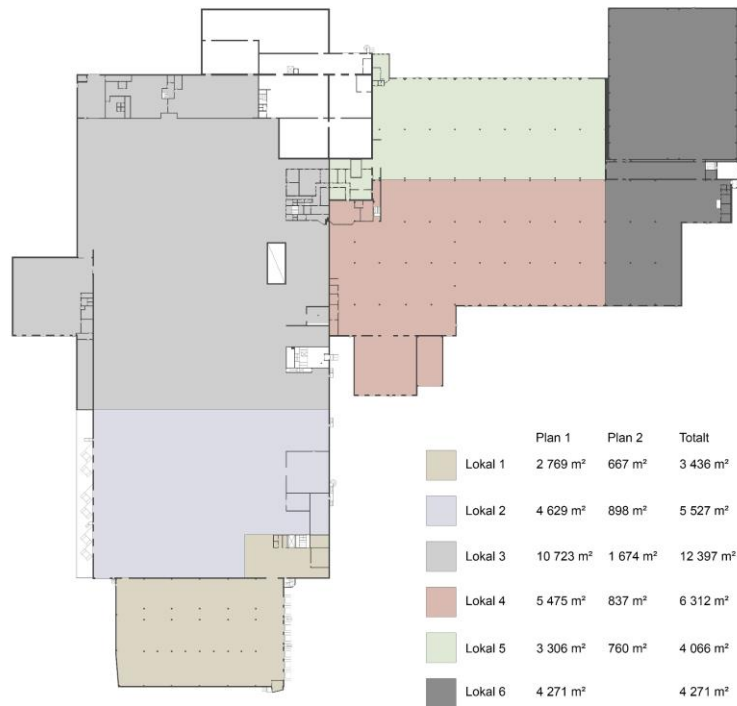 Plan 1 Plan 2 Totalt
Lokal 1 2 769 m² 667 m² 3 436 m²
Lokal 2 4 629 m² 898 m² 5 527 m²
Lokal 3 10 723 m² 1 674 m² 12 397 m²
Lokal 4 5 475 m² 837 m² 6 312 m²
Lokal 5 3 306 m² 760 m² 4 066 m²
Lokal 6 4 271 m² 4 271 m²